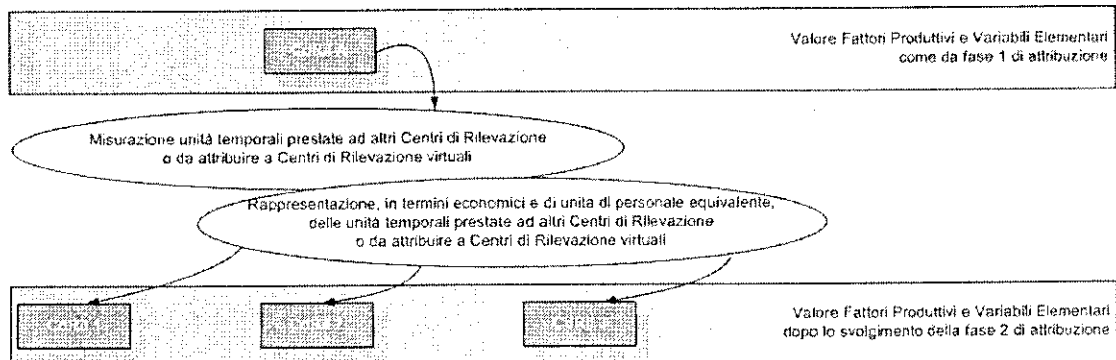 Valore Fattori Produttivi e Variabili Elementari
come da fase 1 di attribuzione
Misurazione unità temporali prestate ad altri Centri di Rilevazione
o da attribuire a Centri di Rilevazione virtuali
Rappresentazione, in termini economici e di unita di personale equivalente,
delle unità temporali prestate ad altri Centri di Rilevazione
o da attribuire a Centri di Rilevazione virtuali
Valore Fattori Produttivi e Variabili Elementari
dopo lo svolgimento della fase 2 di attribuzione